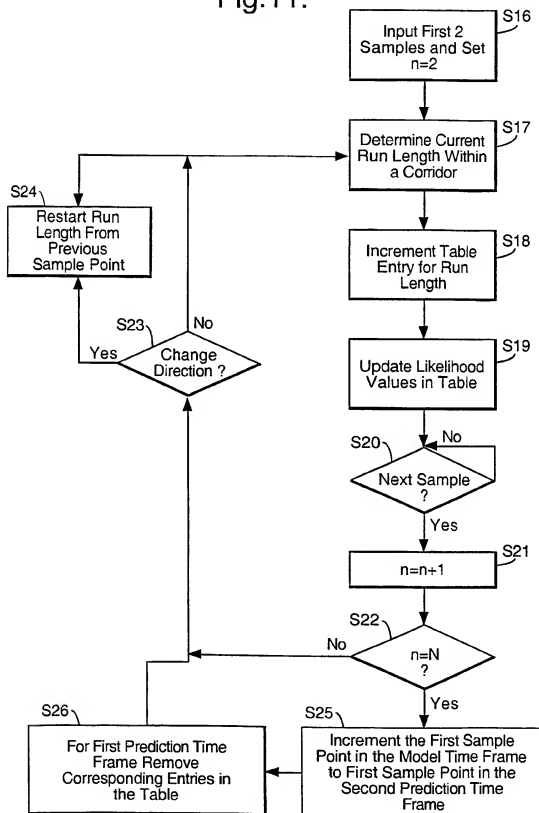 Fig.11.
S16
Input First 2
Samples and Set
n=2
S17
Determine Current
Run Length Within
a Corridor
S24
Restart Run
Length From
Previous
Sample Point
S18
Increment Table
Entry for Run
Length
S23
No
Yes
Change
Direction ?
S19
Update Likelihood
Values in Table
S20
No
Next Sample
?
Yes
S21
n=n+1
S22
No
n=N
?
Yes
S26
For First Prediction Time
Frame Remove
Corresponding Entries in
the Table
S25
Increment the First Sample
Point in the Model Time Frame
to First Sample Point in the
Second Prediction Time
Frame